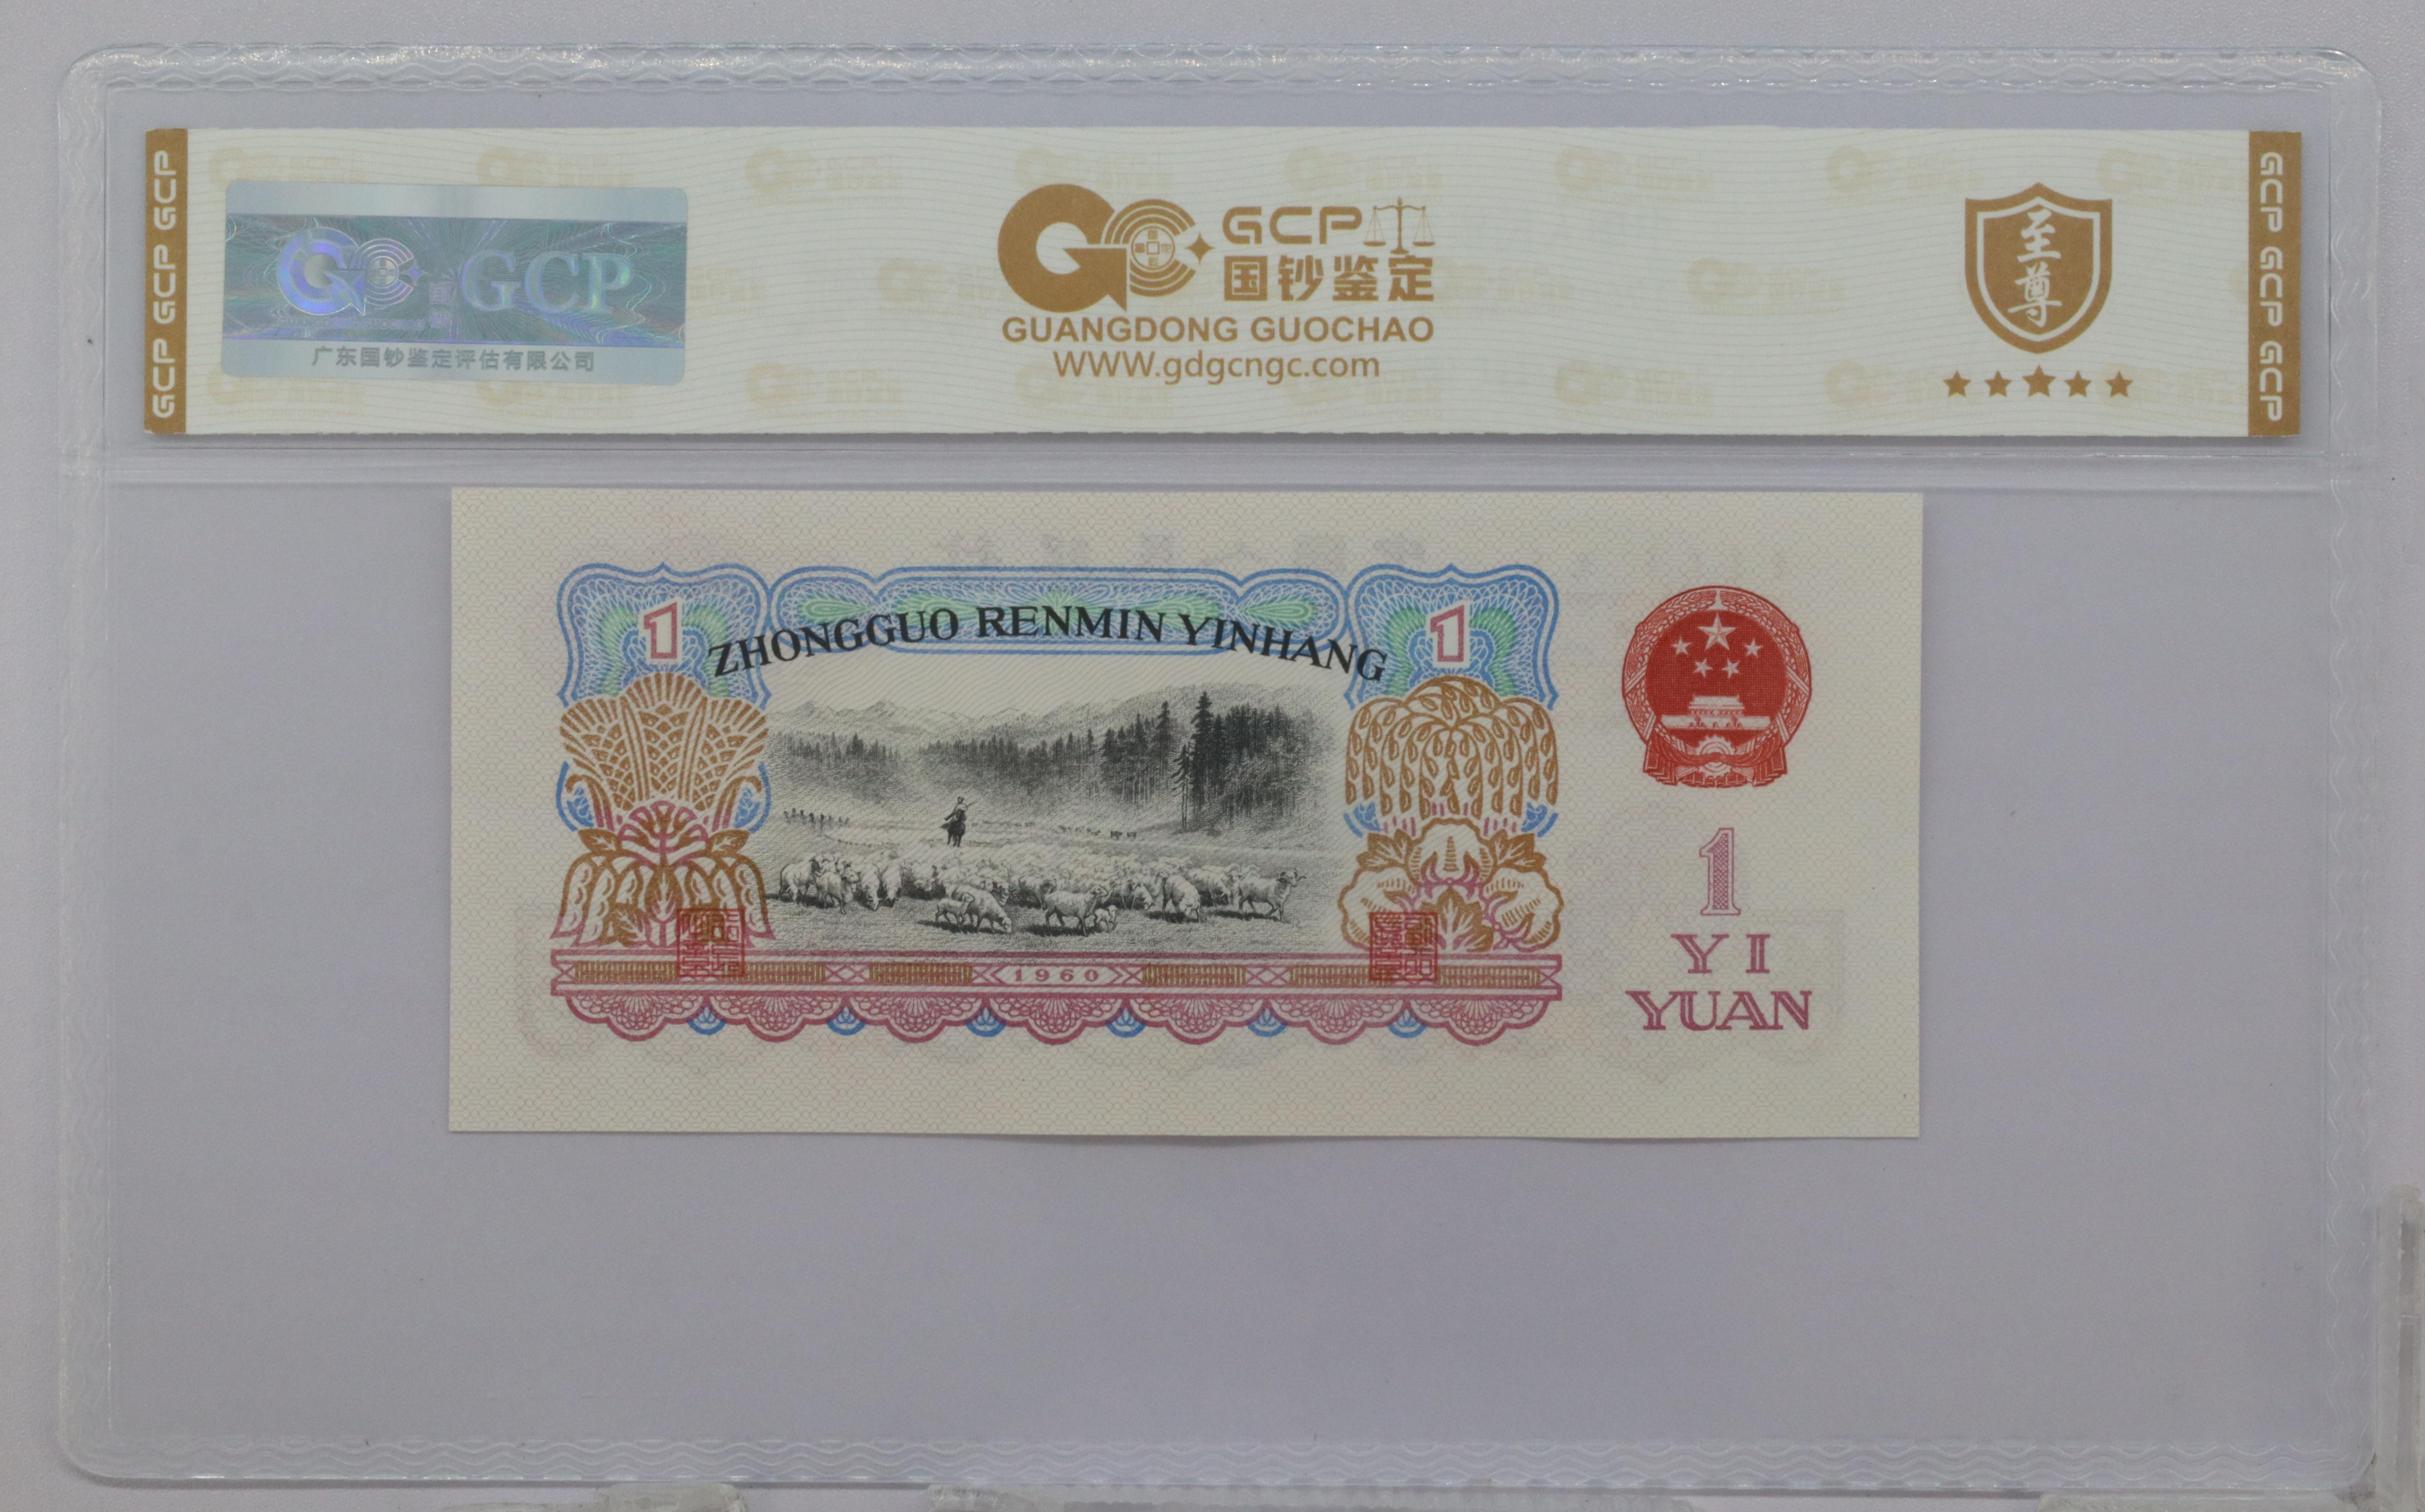 GCP GCP GCP
GCP
广东国钞鉴定评估有限公司
GCP
国钞鉴定
GUANGDONG GUOCHAO
WWW.gdgcngc.com
至尊
GCP GCP GCP
1
ZHONGGUO RENMIN YINHANG
1
1960
1
YI
YUAN